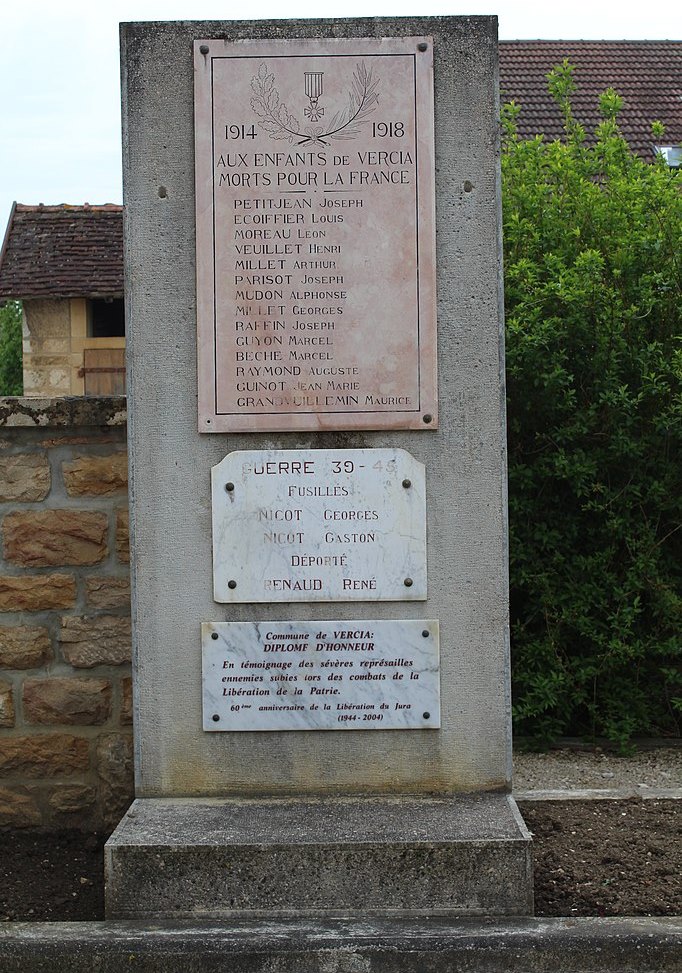 1914 1918
AUX ENFANTS DE VERCIA
MORTS POUR LA FRANCE
PETITJEAN JOSEPH
ECOIFFIER LOUIS
MOREAU LEON
VEUILLET HENRI
MILLET ARTHUR
PARISOT JOSEPH
MUDON ALPHONSE
MILLET GEORGES
RAFFIN JOSEPH
GUYON MARCEL
BECHE MARCEL
RAYMOND AUGUSTE
GUINOT JEAN MARIE
GRANDVUILLEMIN MAURICE
GUERRE 39-45
FUSILLÉS
NICOT GEORGES
NICOT GASTON
DÉPORTÉ
RENAUD RENÉ
Commune de VERCIA:
DIPLOME D'HONNEUR
En témoignage des sévères représailles
ennemies subies lors des combats de la
Libération de la Patrie.
60ème anniversaire de la Libération du Jura
(1944-2004)